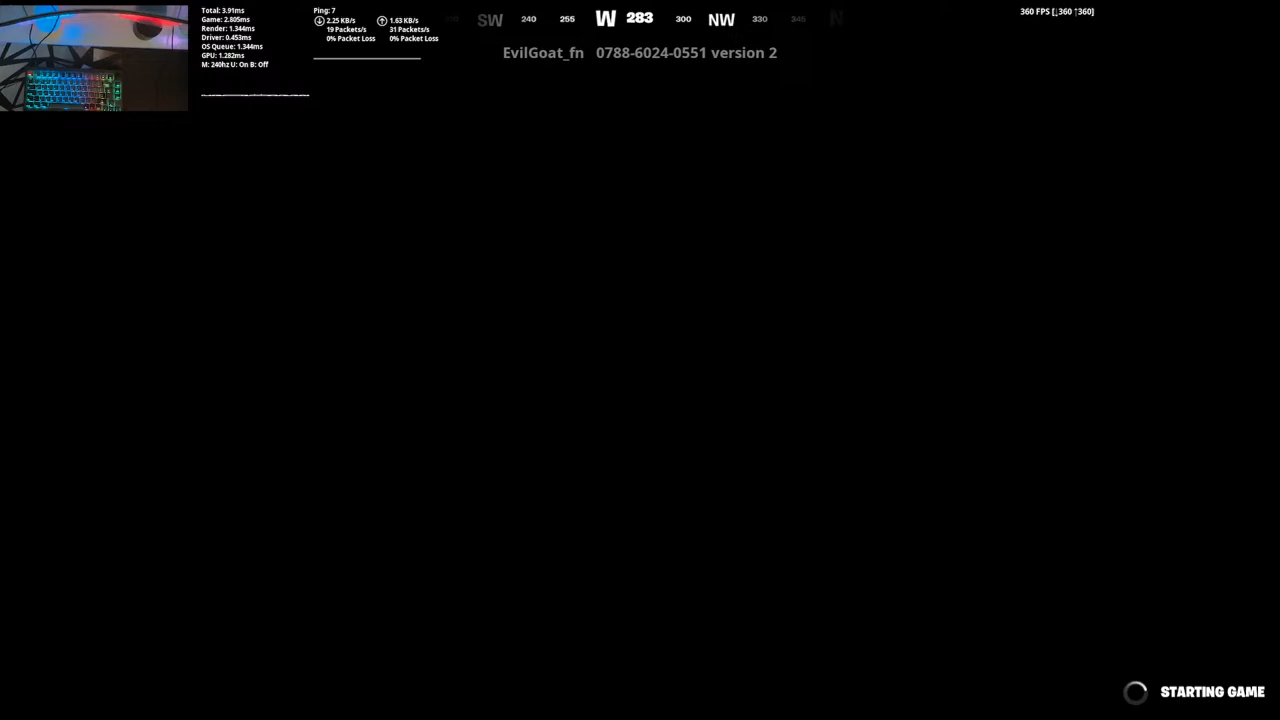 Total: 3.91ms
Game: 2.805ms
Render: 1.344ms
Driver: 0.453ms
OS Queue: 1.344ms
GPU: 1.282ms
M: 240hz U: On B: Off
Ping: 7
2.25 KB/s 1.63 KB/s
19 Packets/s 31 Packets/s
0% Packet Loss 0% Packet Loss
SW 240 255 W 283 300 NW 330 345 N
360 FPS [↓360 ↑360]
EvilGoat_fn 0788-6024-0551 version 2
STARTING GAME